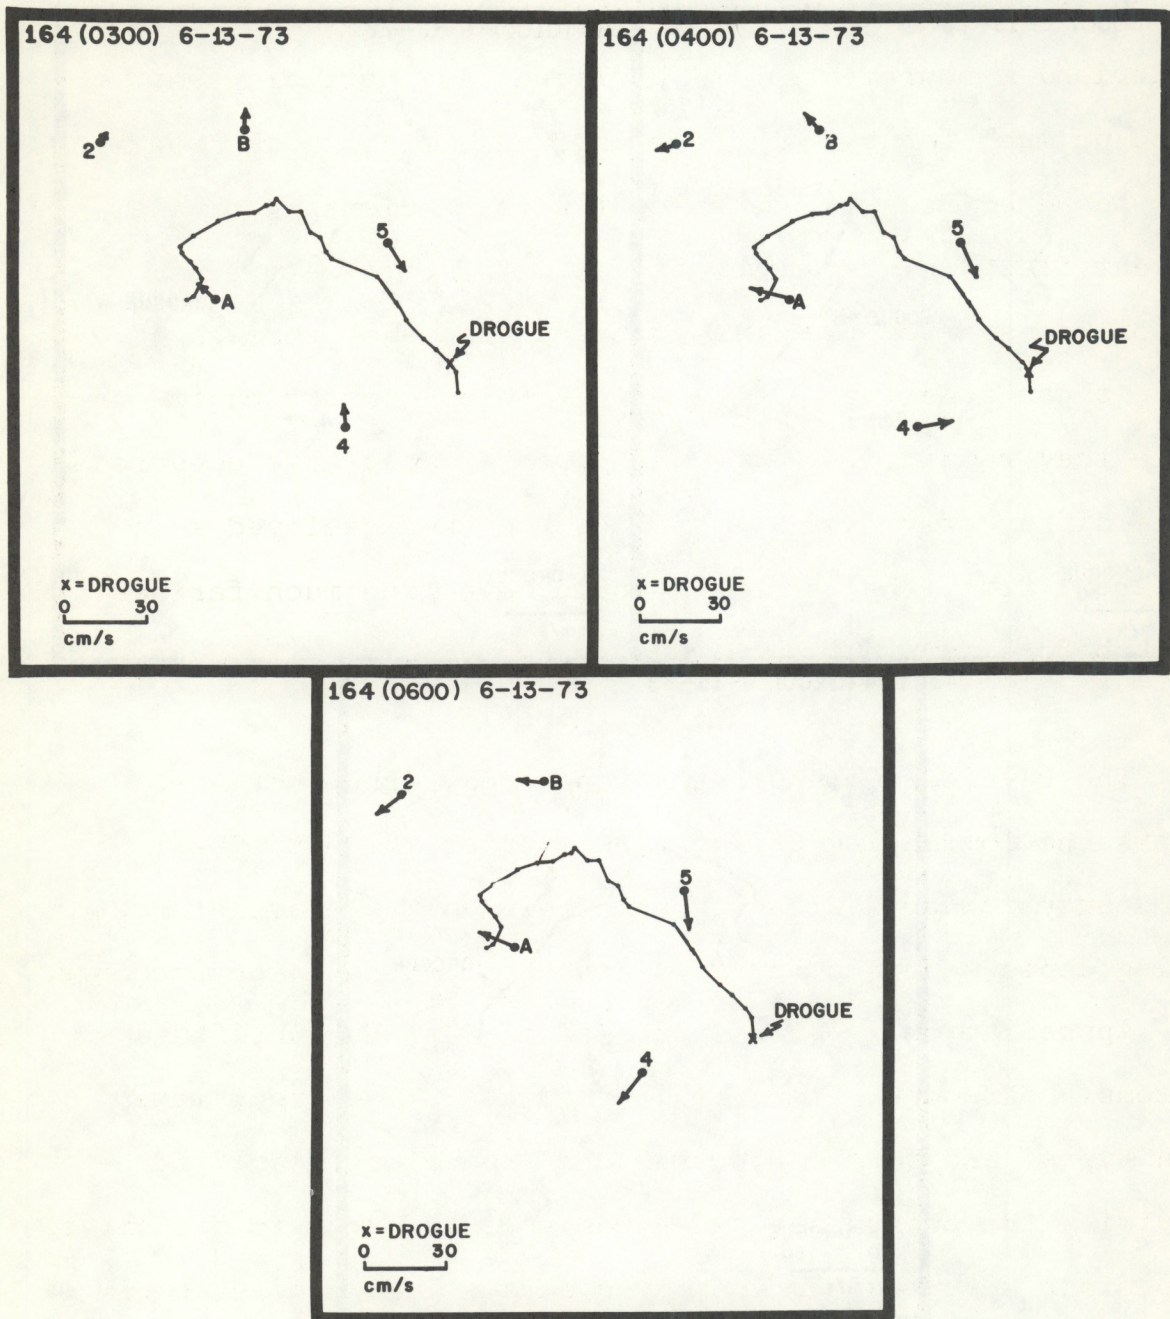 164 (0300) 6-13-73
B
2
5
A
DROGUE
4
x = DROGUE
0 30
cm/s
164 (0400) 6-13-73
B
2
5
A
DROGUE
4
x = DROGUE
0 30
cm/s
164 (0600) 6-13-73
B
2
5
A
DROGUE
4
x = DROGUE
0 30
cm/s